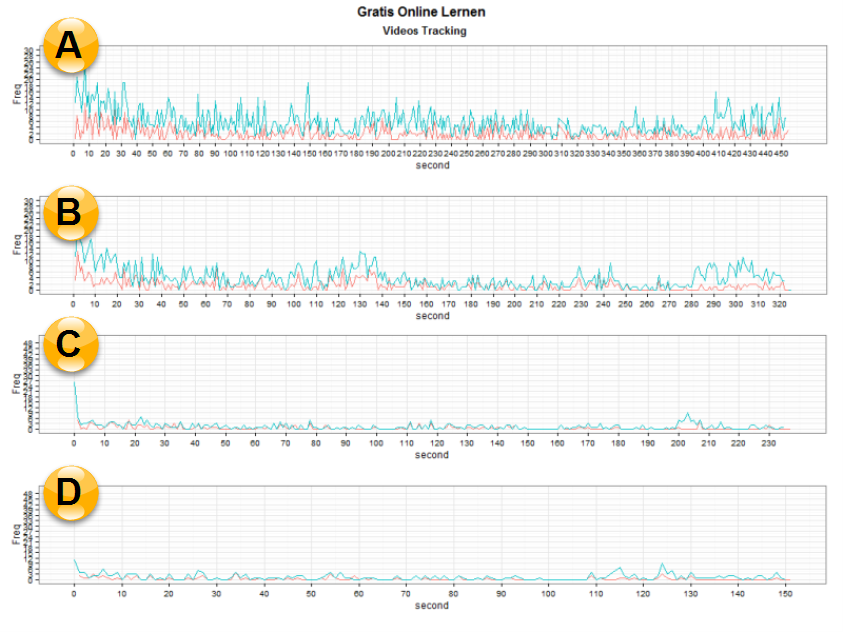 Gratis Online Lernen
Videos Tracking
A
Freq
0 10 20 30 40 50 60 70 80 90 100 110 120 130 140 150 160 170 180 190 200 210 220 230 240 250 260 270 280 290 300 310 320 330 340 350 360 370 380 390 400 410 420 430 440 450
second
B
Freq
0 10 20 30 40 50 60 70 80 90 100 110 120 130 140 150 160 170 180 190 200 210 220 230 240 250 260 270 280 290 300 310 320
second
C
Freq
0 10 20 30 40 50 60 70 80 90 100 110 120 130 140 150 160 170 180 190 200 210 220 230
second
D
Freq
0 10 20 30 40 50 60 70 80 90 100 110 120 130 140 150
second